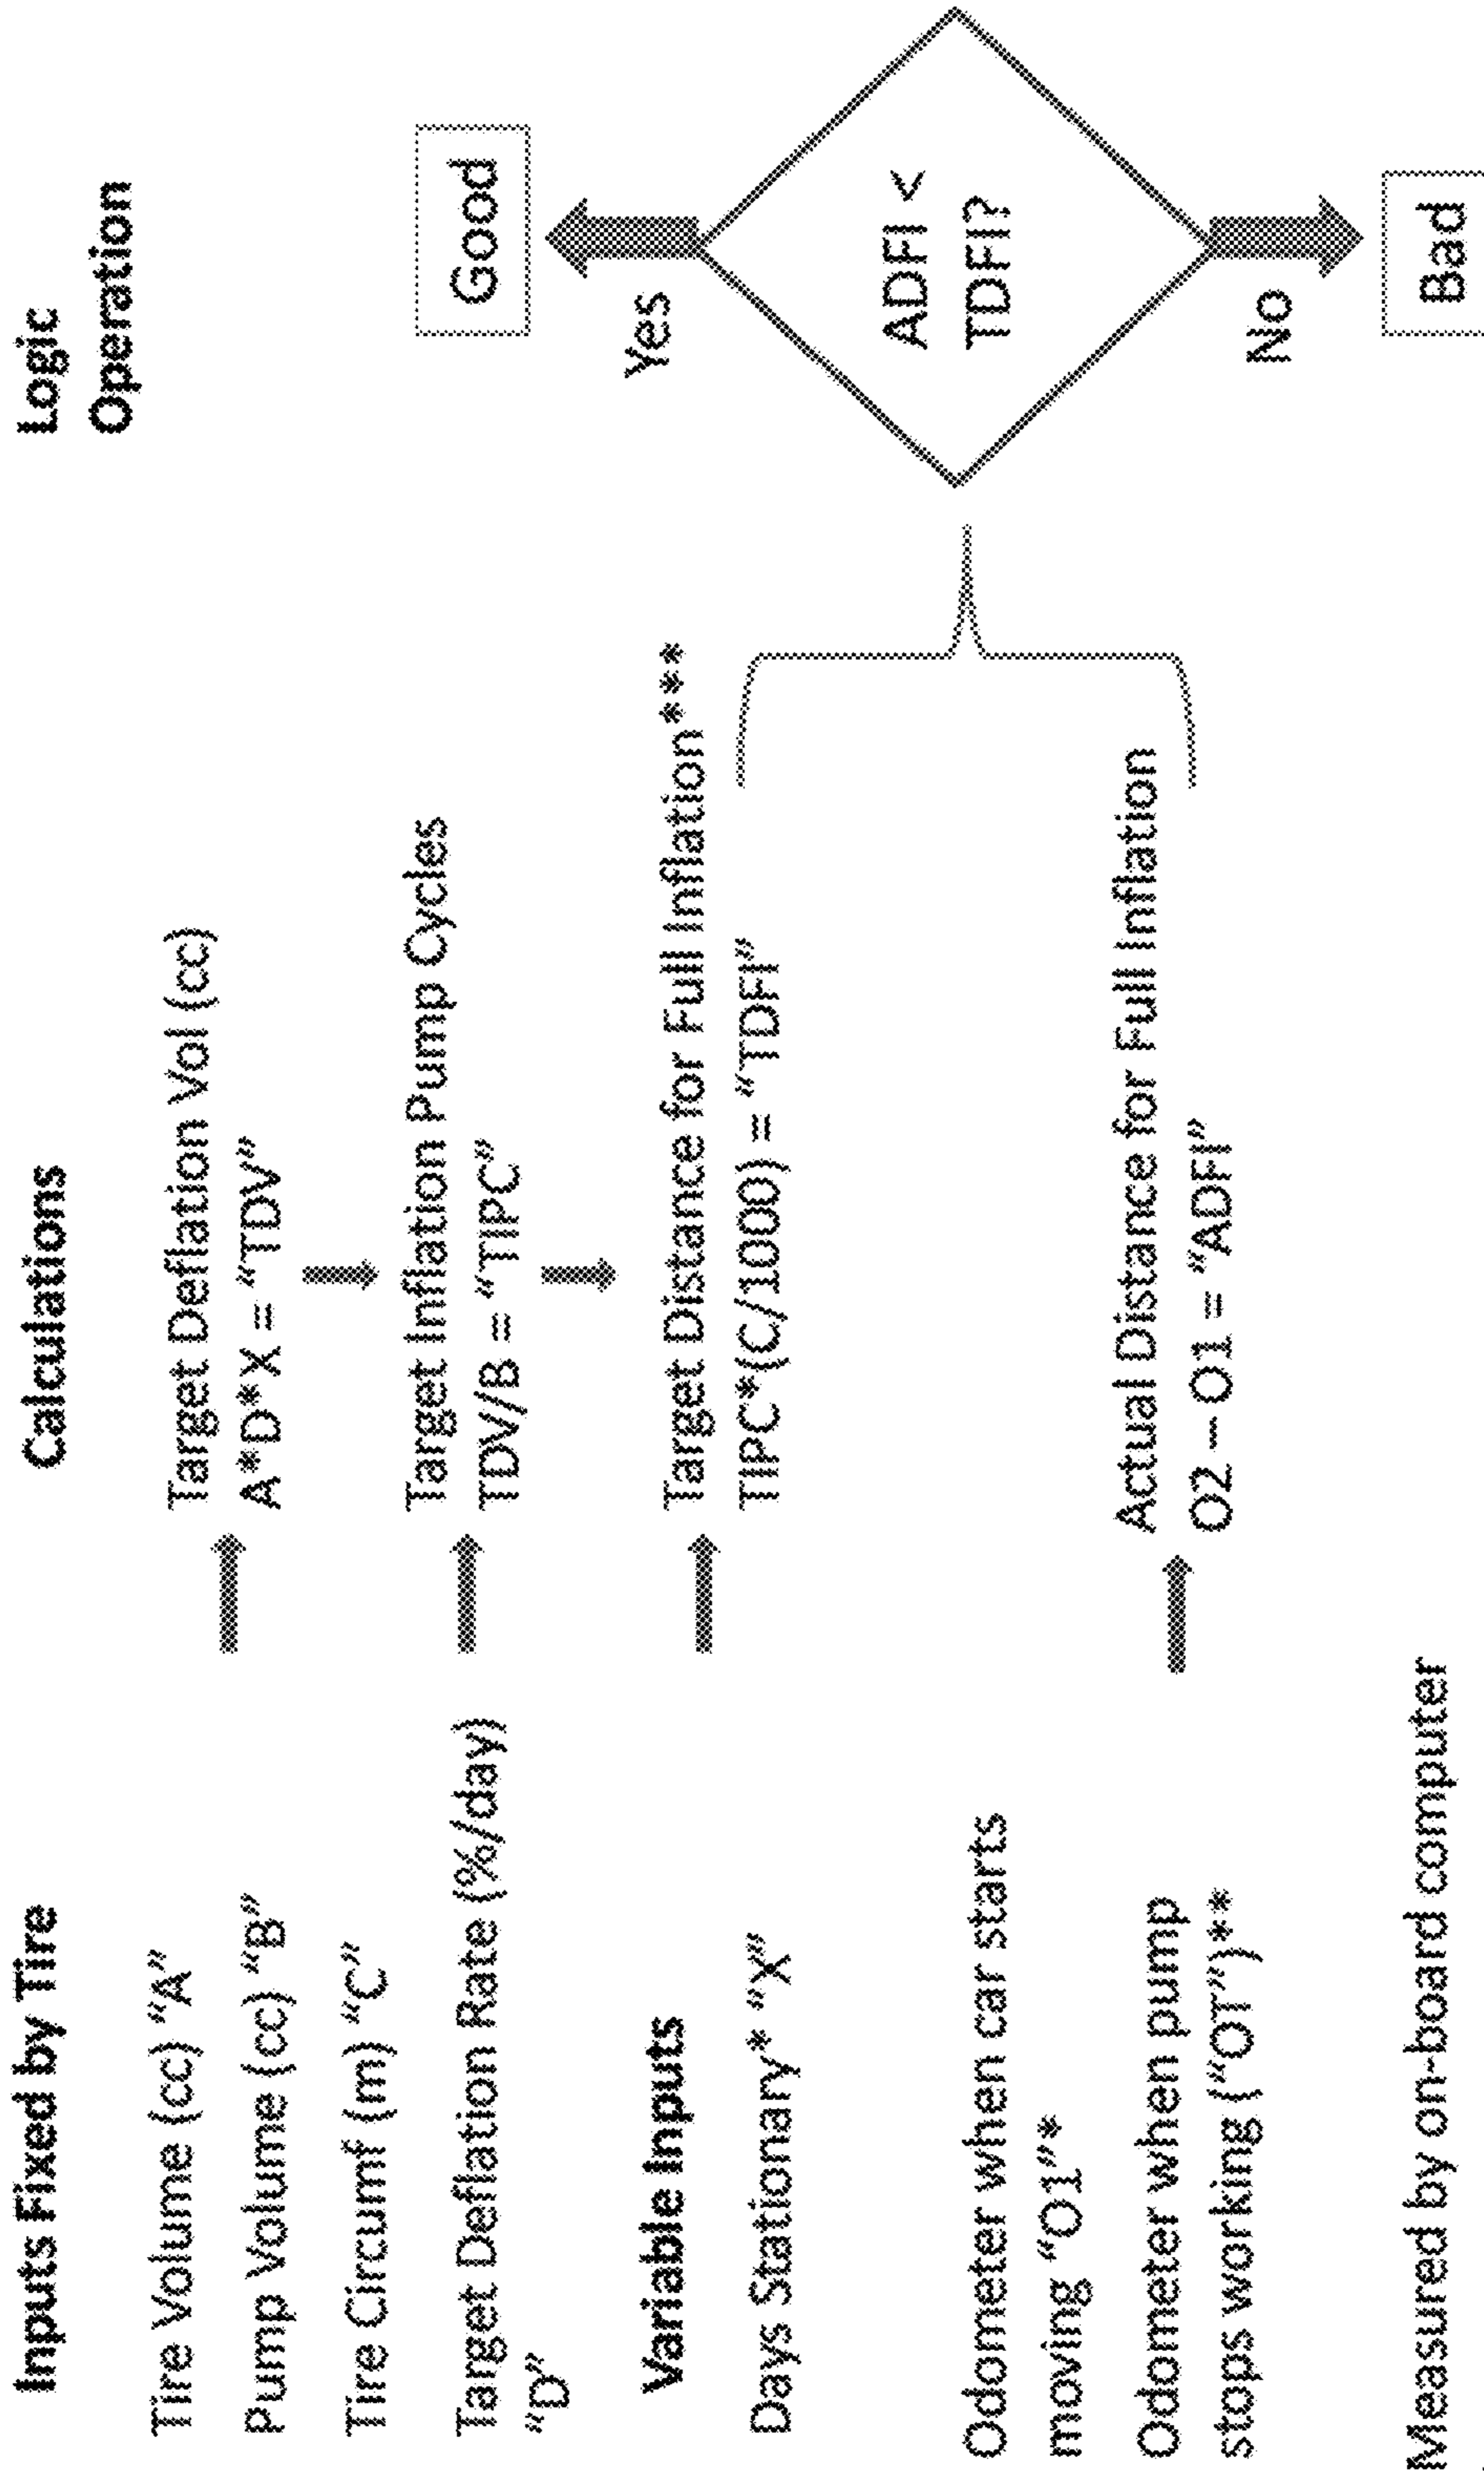 Inputs Fixed by Tire
Tire Volume (cc) “A”
Pump Volume (cc) “B”
Tire Circumf (m) “C”
Target Deflation Rate (%/day)
“D”
Variable Inputs
Days Stationary* “X”
Odometer when car starts
moving “O1”*
Odometer when pump
stops working (“OT”)**
Measured by on-board computer
Calculations
Target Deflation Vol (cc)
A*D*X = “TDV”
Target Inflation Pump Cycles
TDV/B = “TIPC”
Target Distance for Full Inflation***
TIPC*(C/1000) = “TDFI”
Actual Distance for Full Inflation
O2 – O1 = “ADFI”
Logic
Operation
Good
Yes
ADFI <
TDFI?
No
Bad